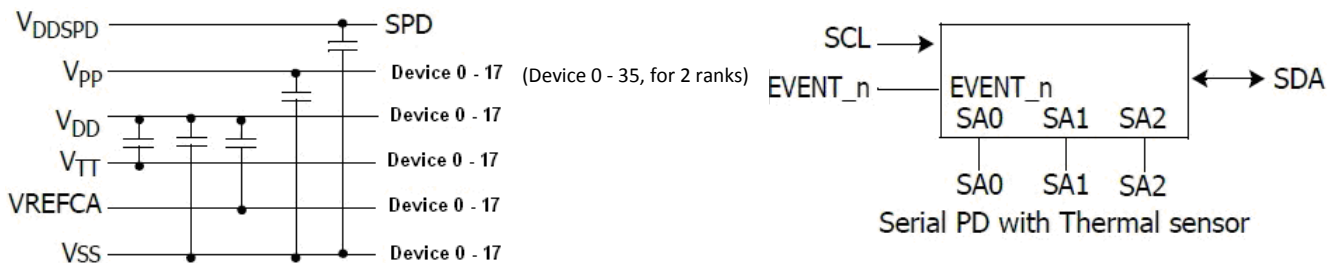 VDDSPD SPD
VPP Device 0 - 17 (Device 0 - 35, for 2 ranks)
VDD Device 0 - 17
VTT Device 0 - 17
VREFCA Device 0 - 17
VSS Device 0 - 17
SCL
EVENT_n EVENT_n SDA
SA0 SA1 SA2
SA0 SA1 SA2
Serial PD with Thermal sensor